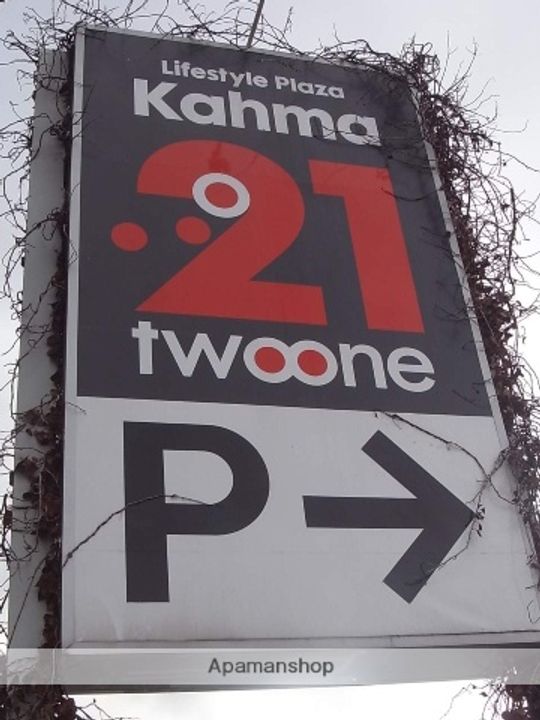 Lifestyle Plaza
Kahma
21
twoone
P →
Apamanshop